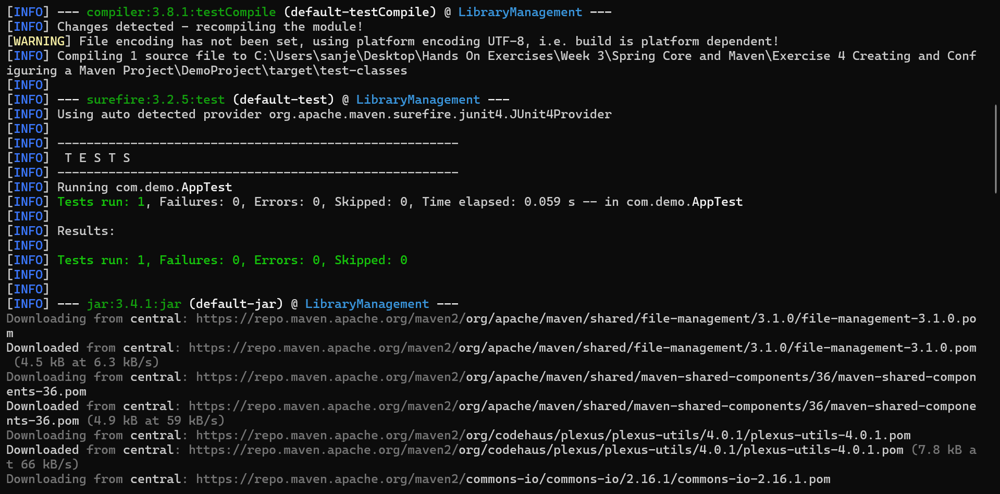 [INFO] --- compiler:3.8.1:testCompile (default-testCompile) @ LibraryManagement ---
[INFO] Changes detected - recompiling the module!
[WARNING] File encoding has not been set, using platform encoding UTF-8, i.e. build is platform dependent!
[INFO] Compiling 1 source file to C:\Users\sanje\Desktop\Hands On Exercises\Week 3\Spring Core and Maven\Exercise 4 Creating and Conf
iguring a Maven Project\DemoProject\target\test-classes
[INFO]
[INFO] --- surefire:3.2.5:test (default-test) @ LibraryManagement ---
[INFO] Using auto detected provider org.apache.maven.surefire.junit4.JUnit4Provider
[INFO]
[INFO] -------------------------------------------------------
[INFO]  T E S T S
[INFO] -------------------------------------------------------
[INFO] Running com.demo.AppTest
[INFO] Tests run: 1, Failures: 0, Errors: 0, Skipped: 0, Time elapsed: 0.059 s -- in com.demo.AppTest
[INFO]
[INFO] Results:
[INFO]
[INFO] Tests run: 1, Failures: 0, Errors: 0, Skipped: 0
[INFO]
[INFO]
[INFO] --- jar:3.4.1:jar (default-jar) @ LibraryManagement ---
Downloading from central: https://repo.maven.apache.org/maven2/org/apache/maven/shared/file-management/3.1.0/file-management-3.1.0.po
m
Downloaded from central: https://repo.maven.apache.org/maven2/org/apache/maven/shared/file-management/3.1.0/file-management-3.1.0.pom
 (4.5 kB at 6.3 kB/s)
Downloading from central: https://repo.maven.apache.org/maven2/org/apache/maven/shared/maven-shared-components/36/maven-shared-compon
ents-36.pom
Downloaded from central: https://repo.maven.apache.org/maven2/org/apache/maven/shared/maven-shared-components/36/maven-shared-compone
nts-36.pom (4.9 kB at 59 kB/s)
Downloading from central: https://repo.maven.apache.org/maven2/org/codehaus/plexus/plexus-utils/4.0.1/plexus-utils-4.0.1.pom
Downloaded from central: https://repo.maven.apache.org/maven2/org/codehaus/plexus/plexus-utils/4.0.1/plexus-utils-4.0.1.pom (7.8 kB a
t 66 kB/s)
Downloading from central: https://repo.maven.apache.org/maven2/commons-io/commons-io/2.16.1/commons-io-2.16.1.pom